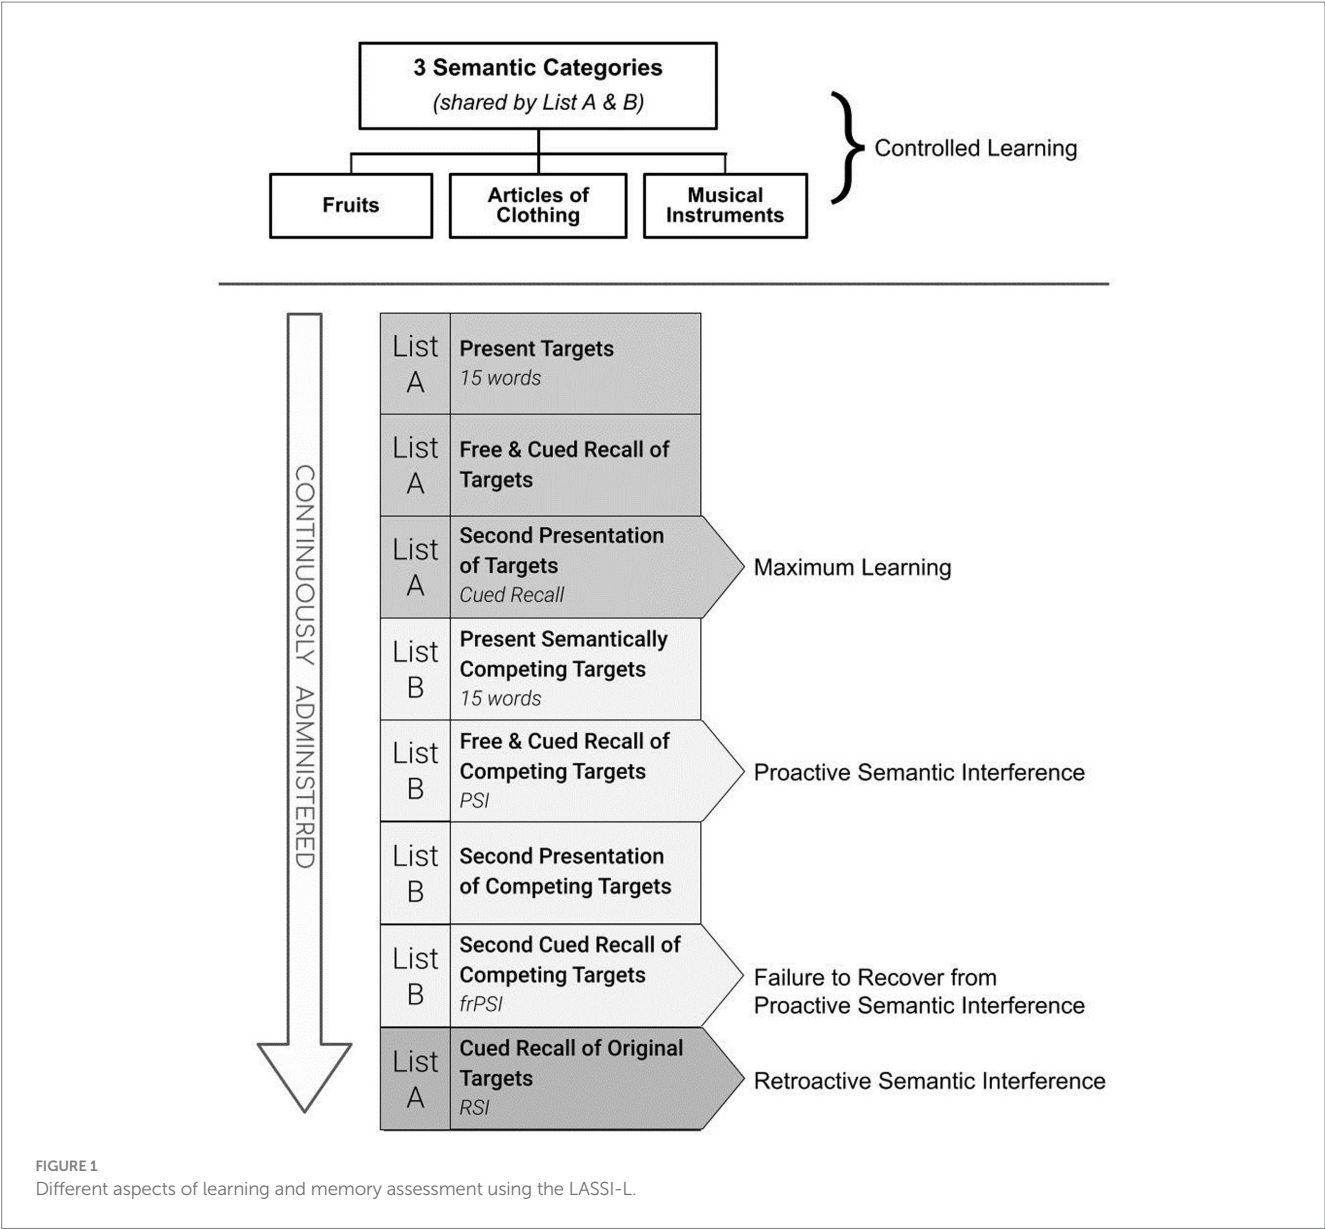 3 Semantic Categories
(shared by List A & B)
Controlled Learning
Fruits
Articles of
Clothing
Musical
Instruments
CONTINUOUSLY ADMINISTERED
List
A
Present Targets
15 words
List
A
Free & Cued Recall of
Targets
List
A
Second Presentation
of Targets
Cued Recall
Maximum Learning
List
B
Present Semantically
Competing Targets
15 words
List
B
Free & Cued Recall of
Competing Targets
PSI
Proactive Semantic Interference
List
B
Second Presentation
of Competing Targets
List
B
Second Cued Recall of
Competing Targets
frPSI
Failure to Recover from
Proactive Semantic Interference
List
A
Cued Recall of Original
Targets
RSI
Retroactive Semantic Interference
FIGURE 1
Different aspects of learning and memory assessment using the LASSI-L.